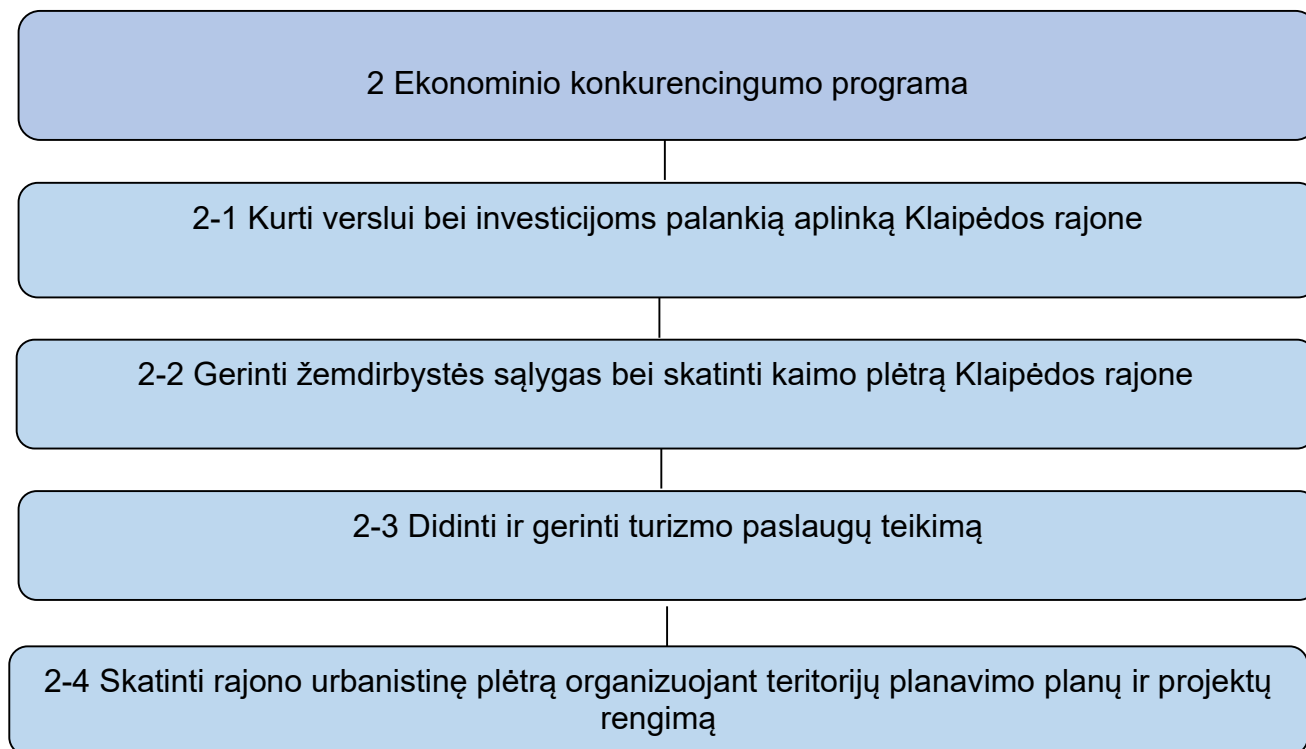 2 Ekonominio konkurencingumo programa
2-1 Kurti verslui bei investicijoms palankią aplinką Klaipėdos rajone
2-2 Gerinti žemdirbystės sąlygas bei skatinti kaimo plėtrą Klaipėdos rajone
2-3 Didinti ir gerinti turizmo paslaugų teikimą
2-4 Skatinti rajono urbanistinę plėtrą organizuojant teritorijų planavimo planų ir projektų
rengimą